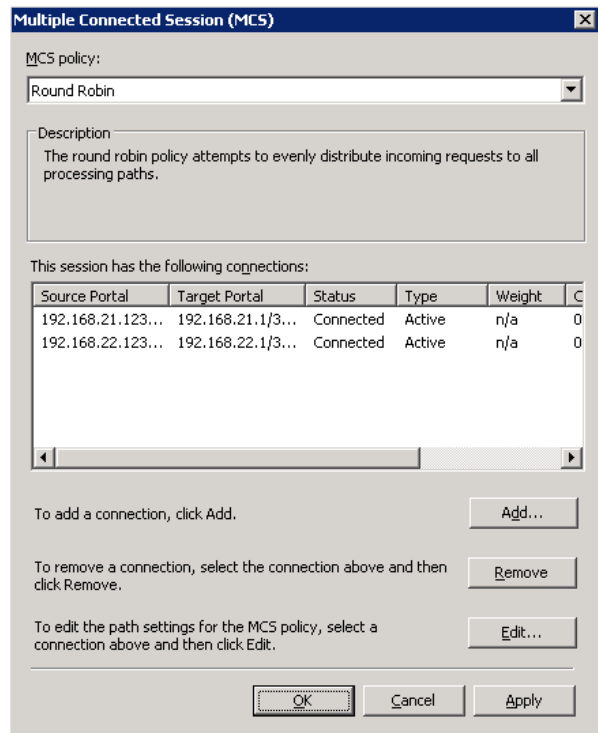 Multiple Connected Session (MCS)
MCS policy:
Round Robin
Description
The round robin policy attempts to evenly distribute incoming requests to all
processing paths.
This session has the following connections:
Source Portal Target Portal Status Type Weight C
192.168.21.123... 192.168.21.1/3... Connected Active n/a 0
192.168.22.123... 192.168.22.1/3... Connected Active n/a 0
To add a connection, click Add.
Add...
To remove a connection, select the connection above and then
click Remove.
Remove
To edit the path settings for the MCS policy, select a
connection above and then click Edit.
Edit...
OK Cancel Apply